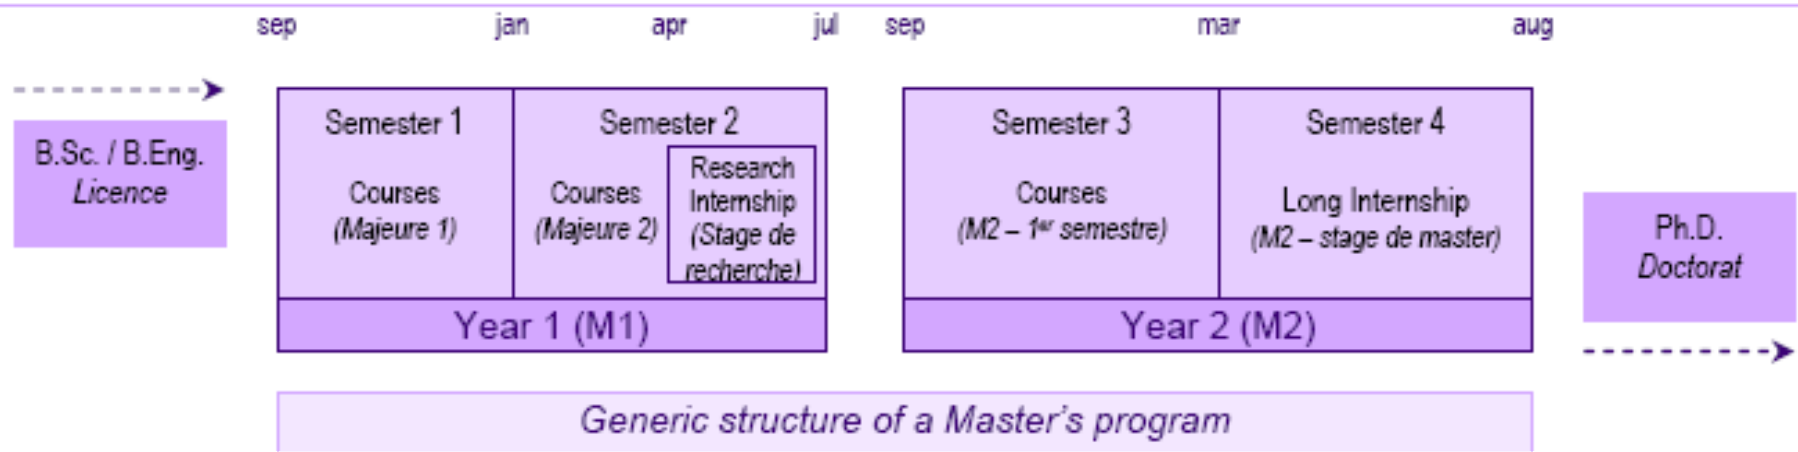 sep jan apr jul sep mar aug
B.Sc. / B.Eng.
Licence
Semester 1
Courses
(Majeure 1)
Semester 2
Courses
(Majeure 2)
Research
Internship
(Stage de
recherche)
Year 1 (M1)
Semester 3
Courses
(M2 – 1er semestre)
Semester 4
Long Internship
(M2 – stage de master)
Year 2 (M2)
Ph.D.
Doctorat
Generic structure of a Master's program